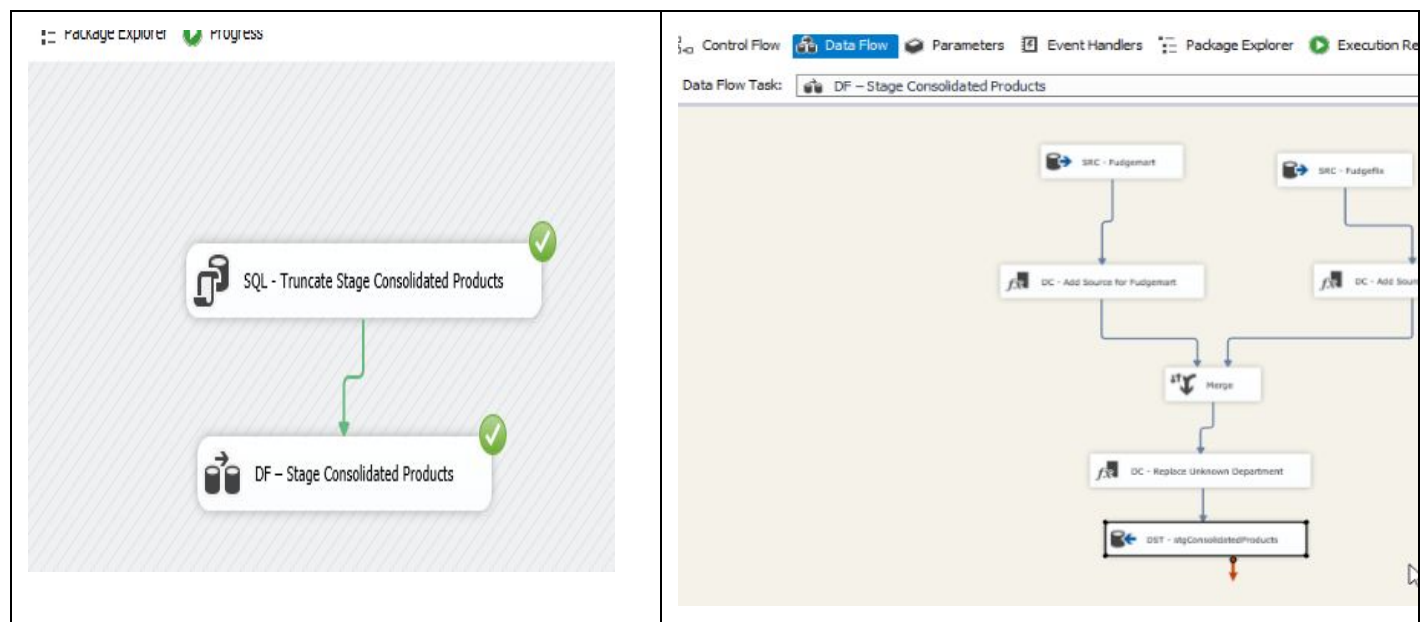 Package Explorer Progress
SQL - Truncate Stage Consolidated Products
DF – Stage Consolidated Products
Control Flow Data Flow Parameters Event Handlers Package Explorer Execution Re
Data Flow Task: DF – Stage Consolidated Products
SRC - Fudgemart
SRC - Fudgeflix
DC - Add Source for Fudgemart
DC - Add Sour
Merge
DC - Replace Unknown Department
DST - stgConsolidatedProducts